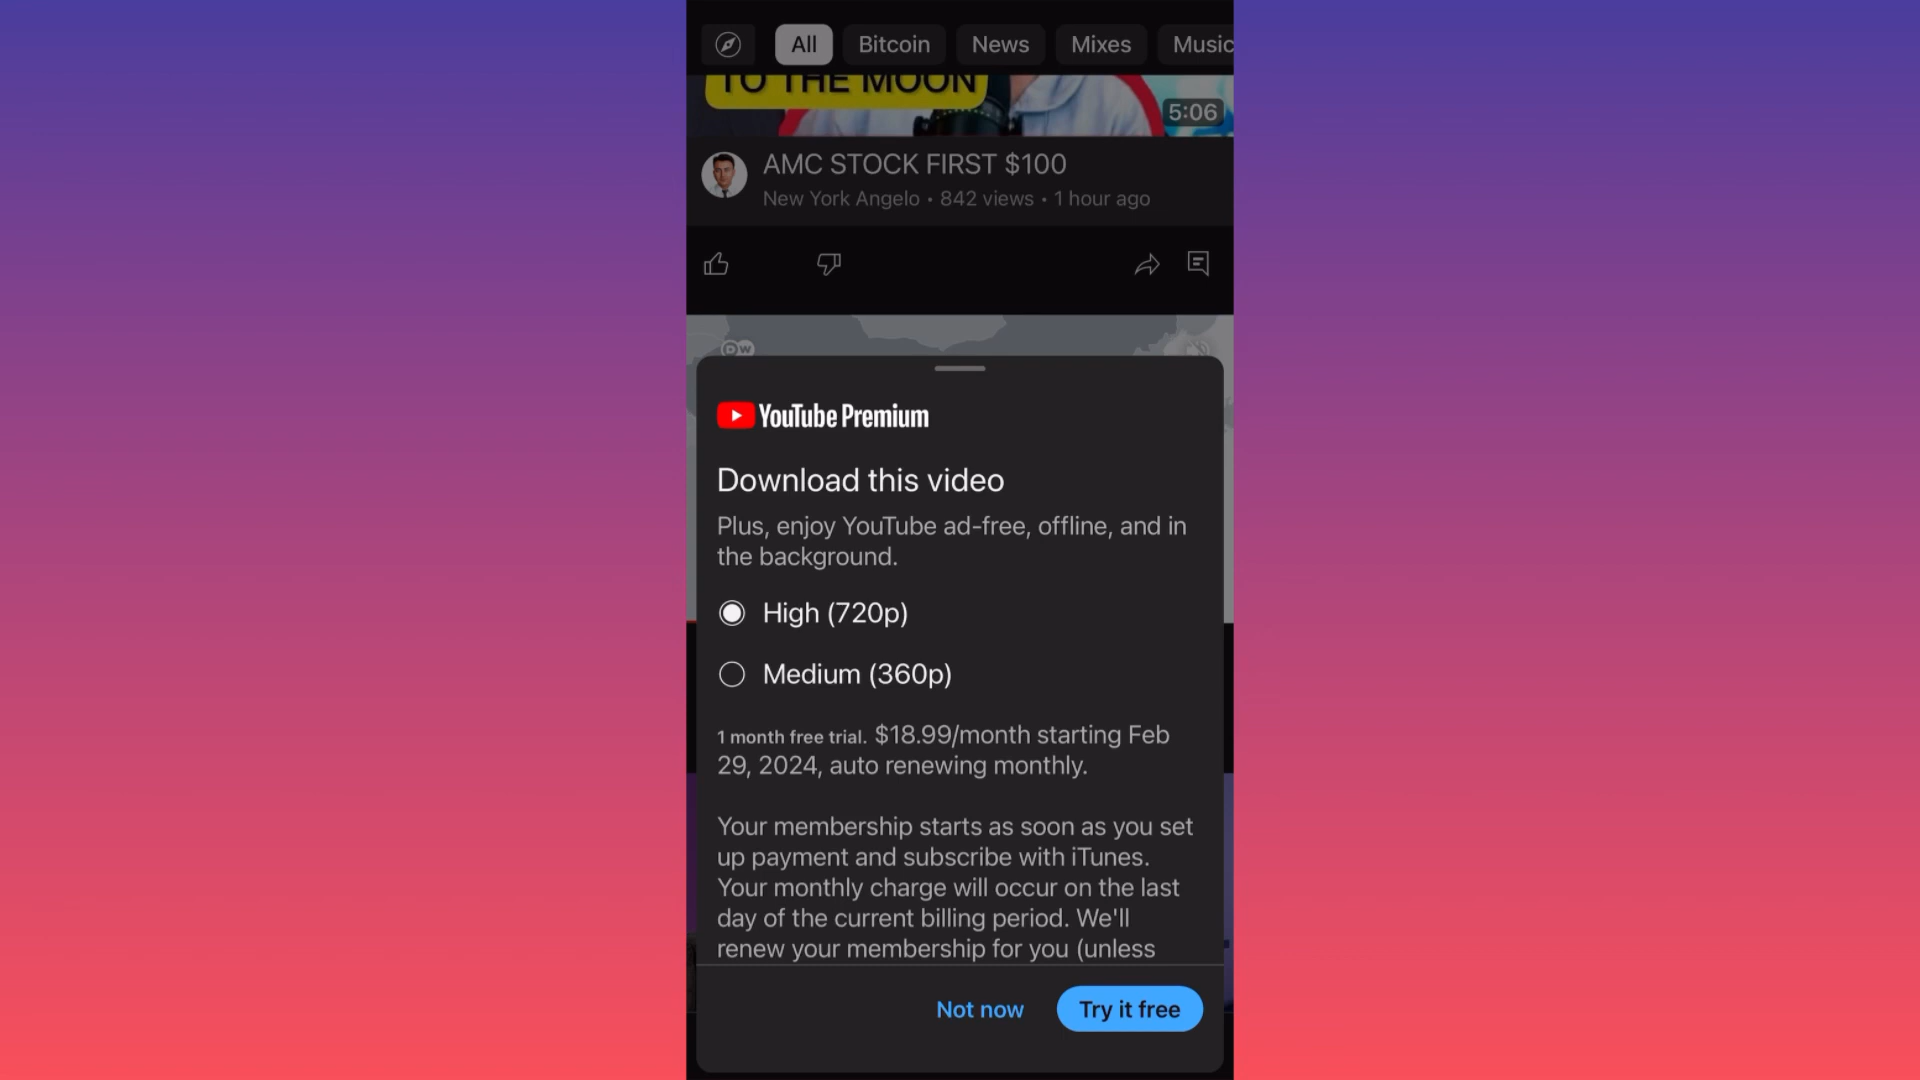 All Bitcoin News Mixes Music
TO THE MOON
5:06
AMC STOCK FIRST $100
New York Angelo • 842 views • 1 hour ago
DW
YouTube Premium
Download this video
Plus, enjoy YouTube ad-free, offline, and in
the background.
High (720p)
Medium (360p)
1 month free trial. $18.99/month starting Feb
29, 2024, auto renewing monthly.
Your membership starts as soon as you set
up payment and subscribe with iTunes.
Your monthly charge will occur on the last
day of the current billing period. We'll
renew your membership for you (unless
Not now Try it free